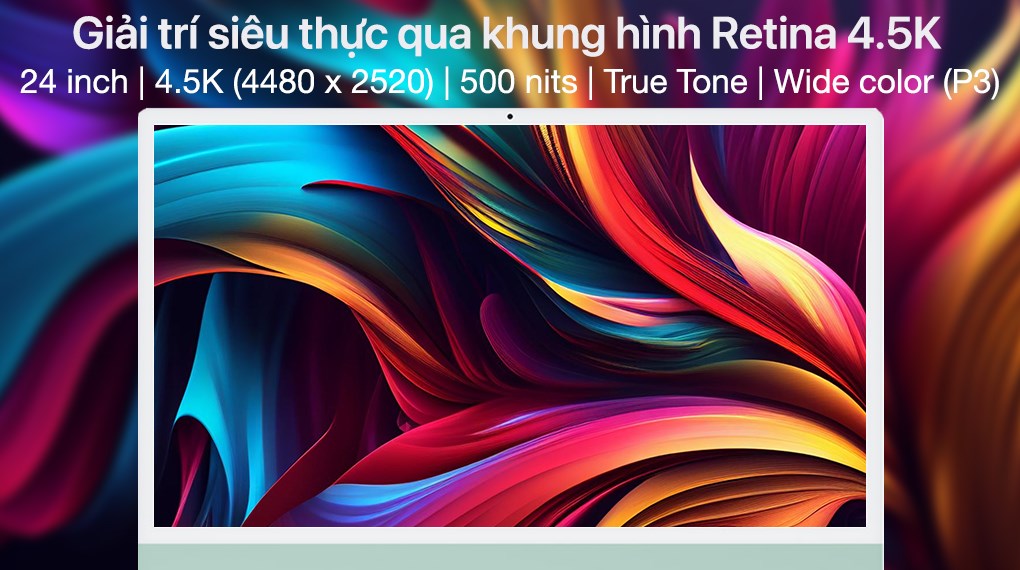 Giải trí siêu thực qua khung hình Retina 4.5K
24 inch | 4.5K (4480 x 2520) | 500 nits | True Tone | Wide color (P3)